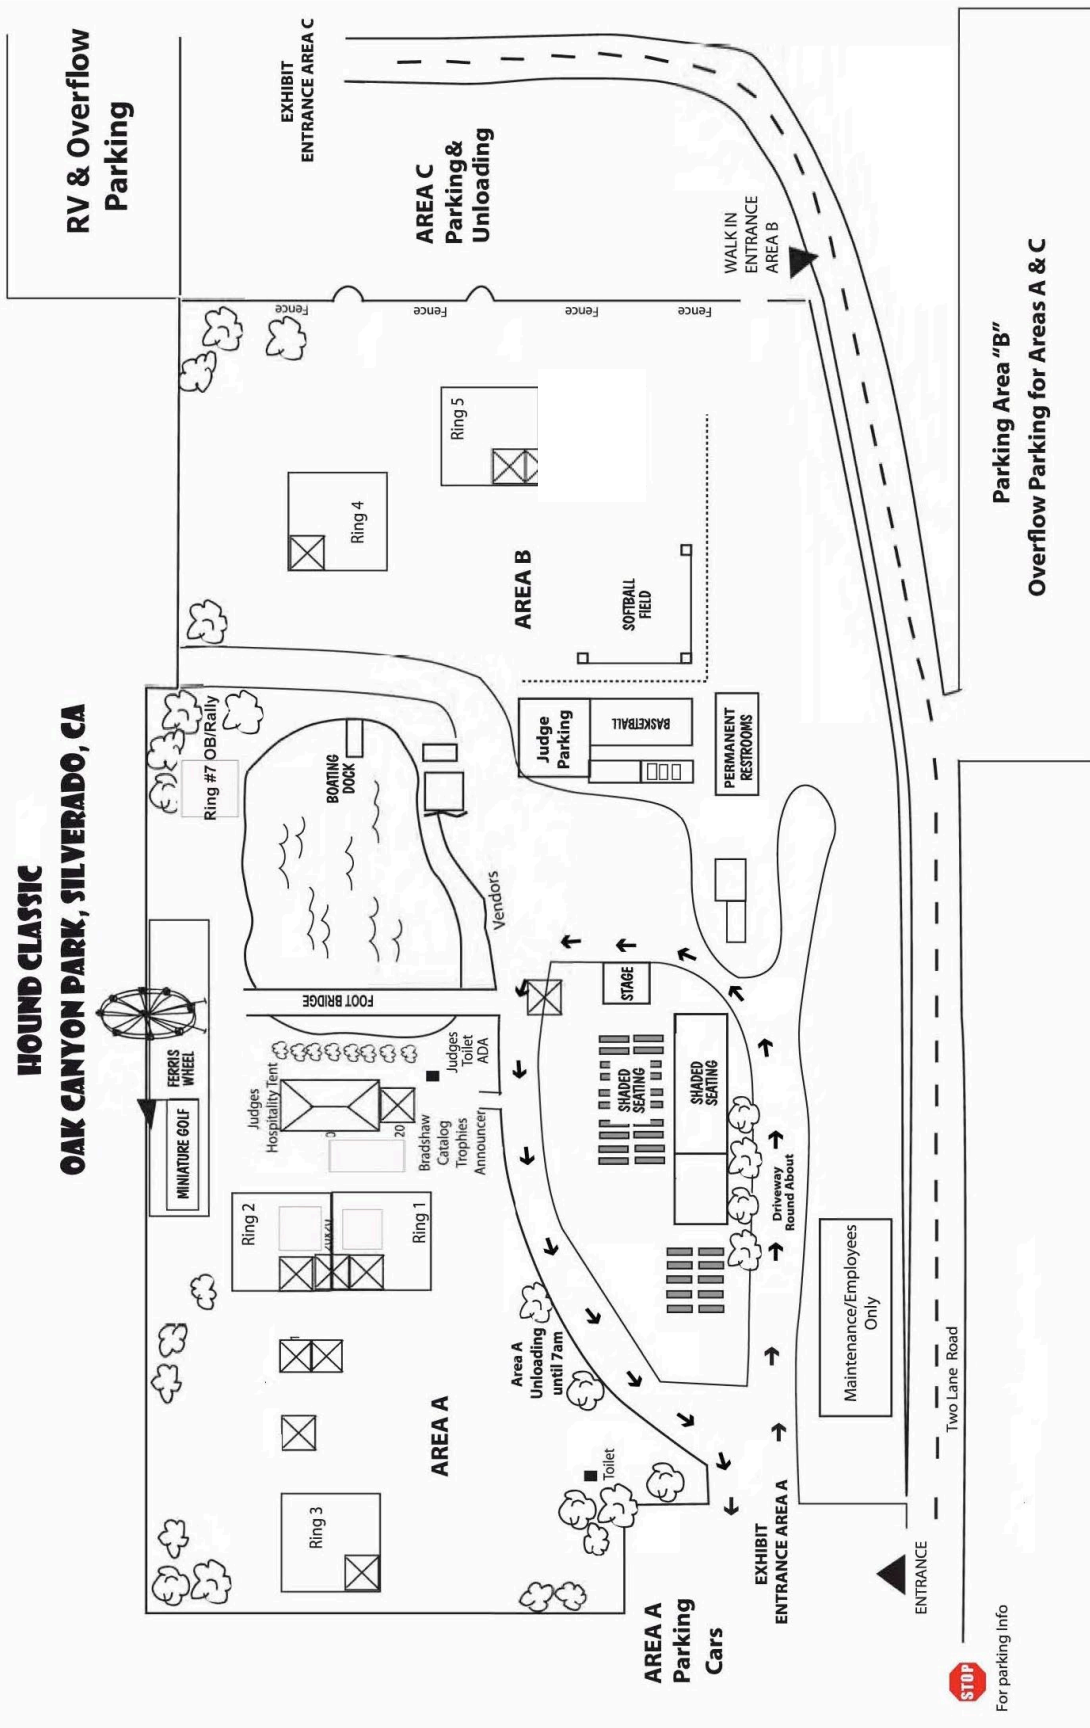 HOUND CLASSIC
OAK CANYON PARK, SILVERADO, CA
RV & Overflow
Parking
EXHIBIT
ENTRANCE AREA C
AREA C
Parking&
Unloading
WALK IN
ENTRANCE
AREA B
Fence
Fence
Fence
Fence
Ring 5
Ring 4
AREA B
SOFTBALL
FIELD
Ring #7 OB/Rally
BOATING
DOCK
Judge
Parking
BASKETBALL
PERMANENT
RESTROOMS
Vendors
FOOT BRIDGE
FERRIS
WHEEL
MINIATURE GOLF
Judges
Hospitality Tent
Judges
Toilet
ADA
20
Bradshaw
Catalog
Trophies
Announcer
STAGE
SHADED
SEATING
SHADED
SEATING
Driveway
Round About
Ring 2
Ring 1
Area A
Unloading
until 7am
AREA A
Ring 3
Toilet
Maintenance/Employees
Only
EXHIBIT
ENTRANCE AREA A
AREA A
Parking
Cars
ENTRANCE
Two Lane Road
Parking Area "B"
Overflow Parking for Areas A & C
STOP
For parking Info